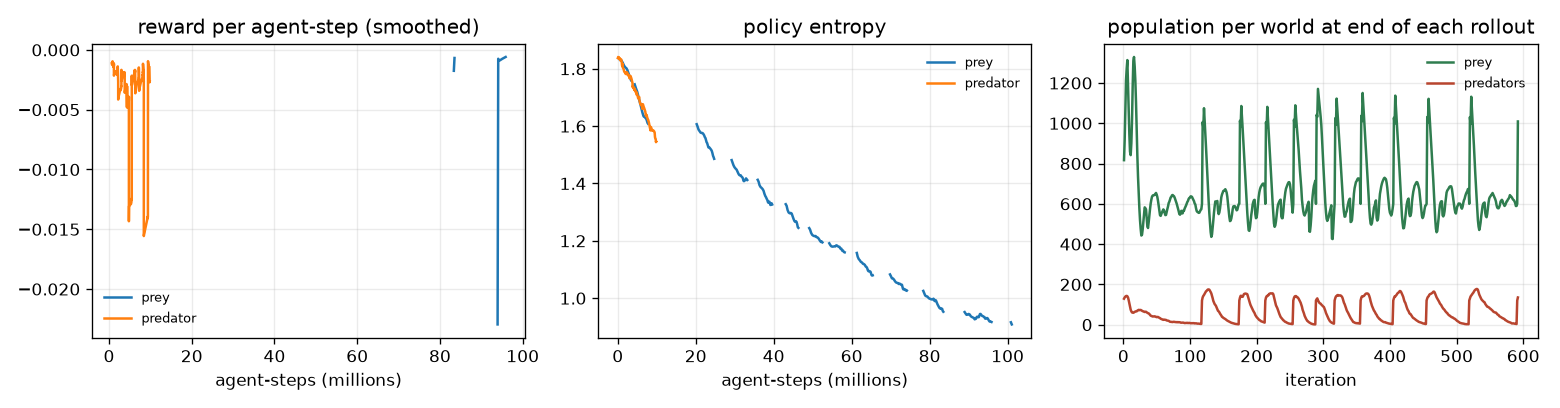 reward per agent-step (smoothed)
0.000
−0.005
−0.010
−0.015
−0.020
prey
predator
0 20 40 60 80 100
agent-steps (millions)
policy entropy
1.8
1.6
1.4
1.2
1.0
prey
predator
0 20 40 60 80 100
agent-steps (millions)
population per world at end of each rollout
1200
1000
800
600
400
200
0
prey
predators
0 100 200 300 400 500 600
iteration